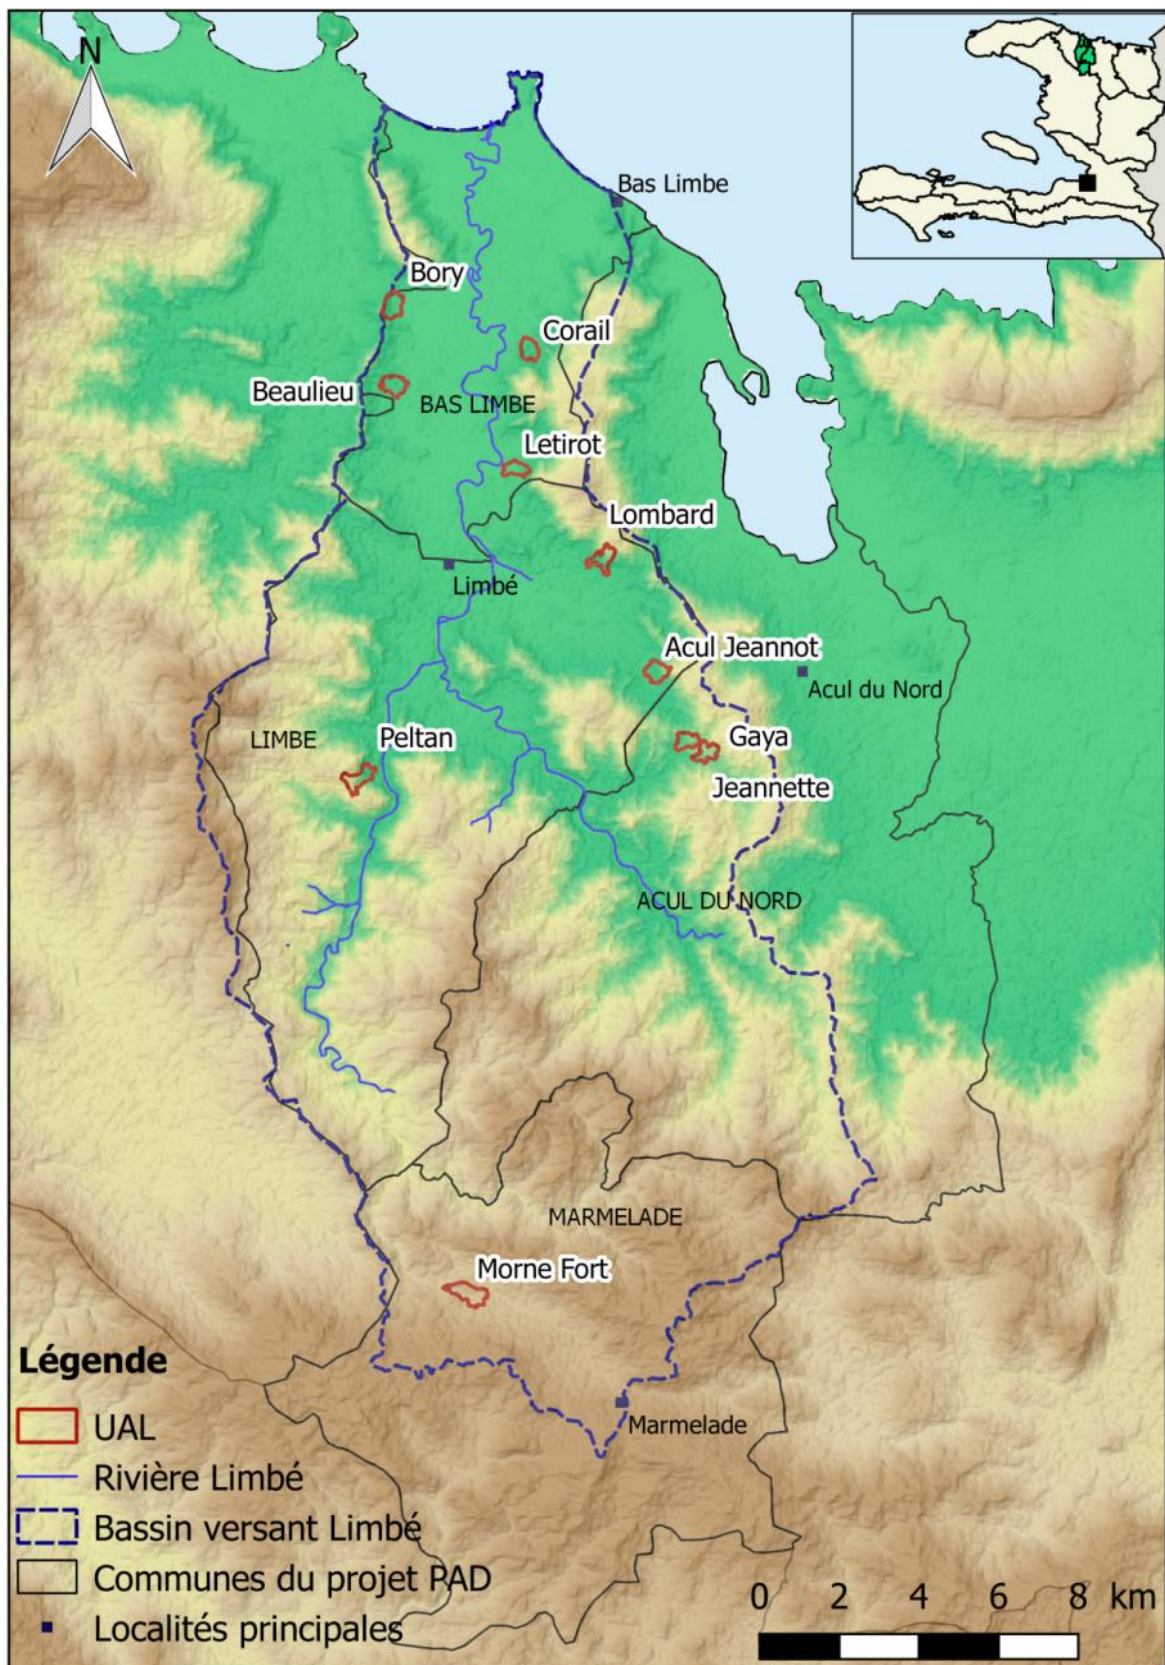 N
Bas Limbe
Bory
Corail
Beaulieu
BAS LIMBE
Letirot
Lombard
Limbé
Acul Jeannot
Acul du Nord
LIMBE
Peltan
Gaya
Jeannette
ACUL DU NORD
MARMELADE
Morne Fort
Marmelade
Légende
UAL
Rivière Limbé
Bassin versant Limbé
Communes du projet PAD
Localités principales
0 2 4 6 8 km